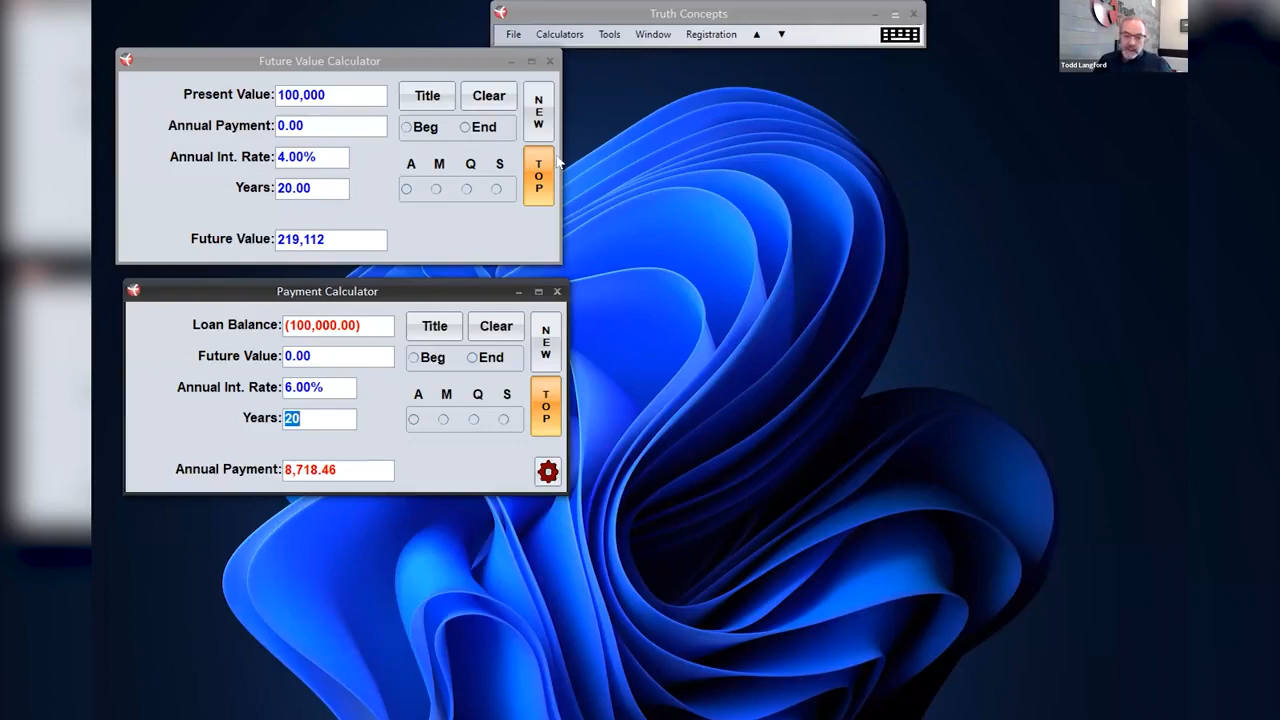 Truth Concepts
File Calculators Tools Window Registration
Todd Langford
Future Value Calculator
Present Value: 100,000 Title Clear
Annual Payment: 0.00 Beg End
Annual Int. Rate: 4.00% A M Q S
Years: 20.00
Future Value: 219,112
NEW
TOP
Payment Calculator
Loan Balance: (100,000.00) Title Clear
Future Value: 0.00 Beg End
Annual Int. Rate: 6.00% A M Q S
Years: 20
Annual Payment: 8,718.46
NEW
TOP